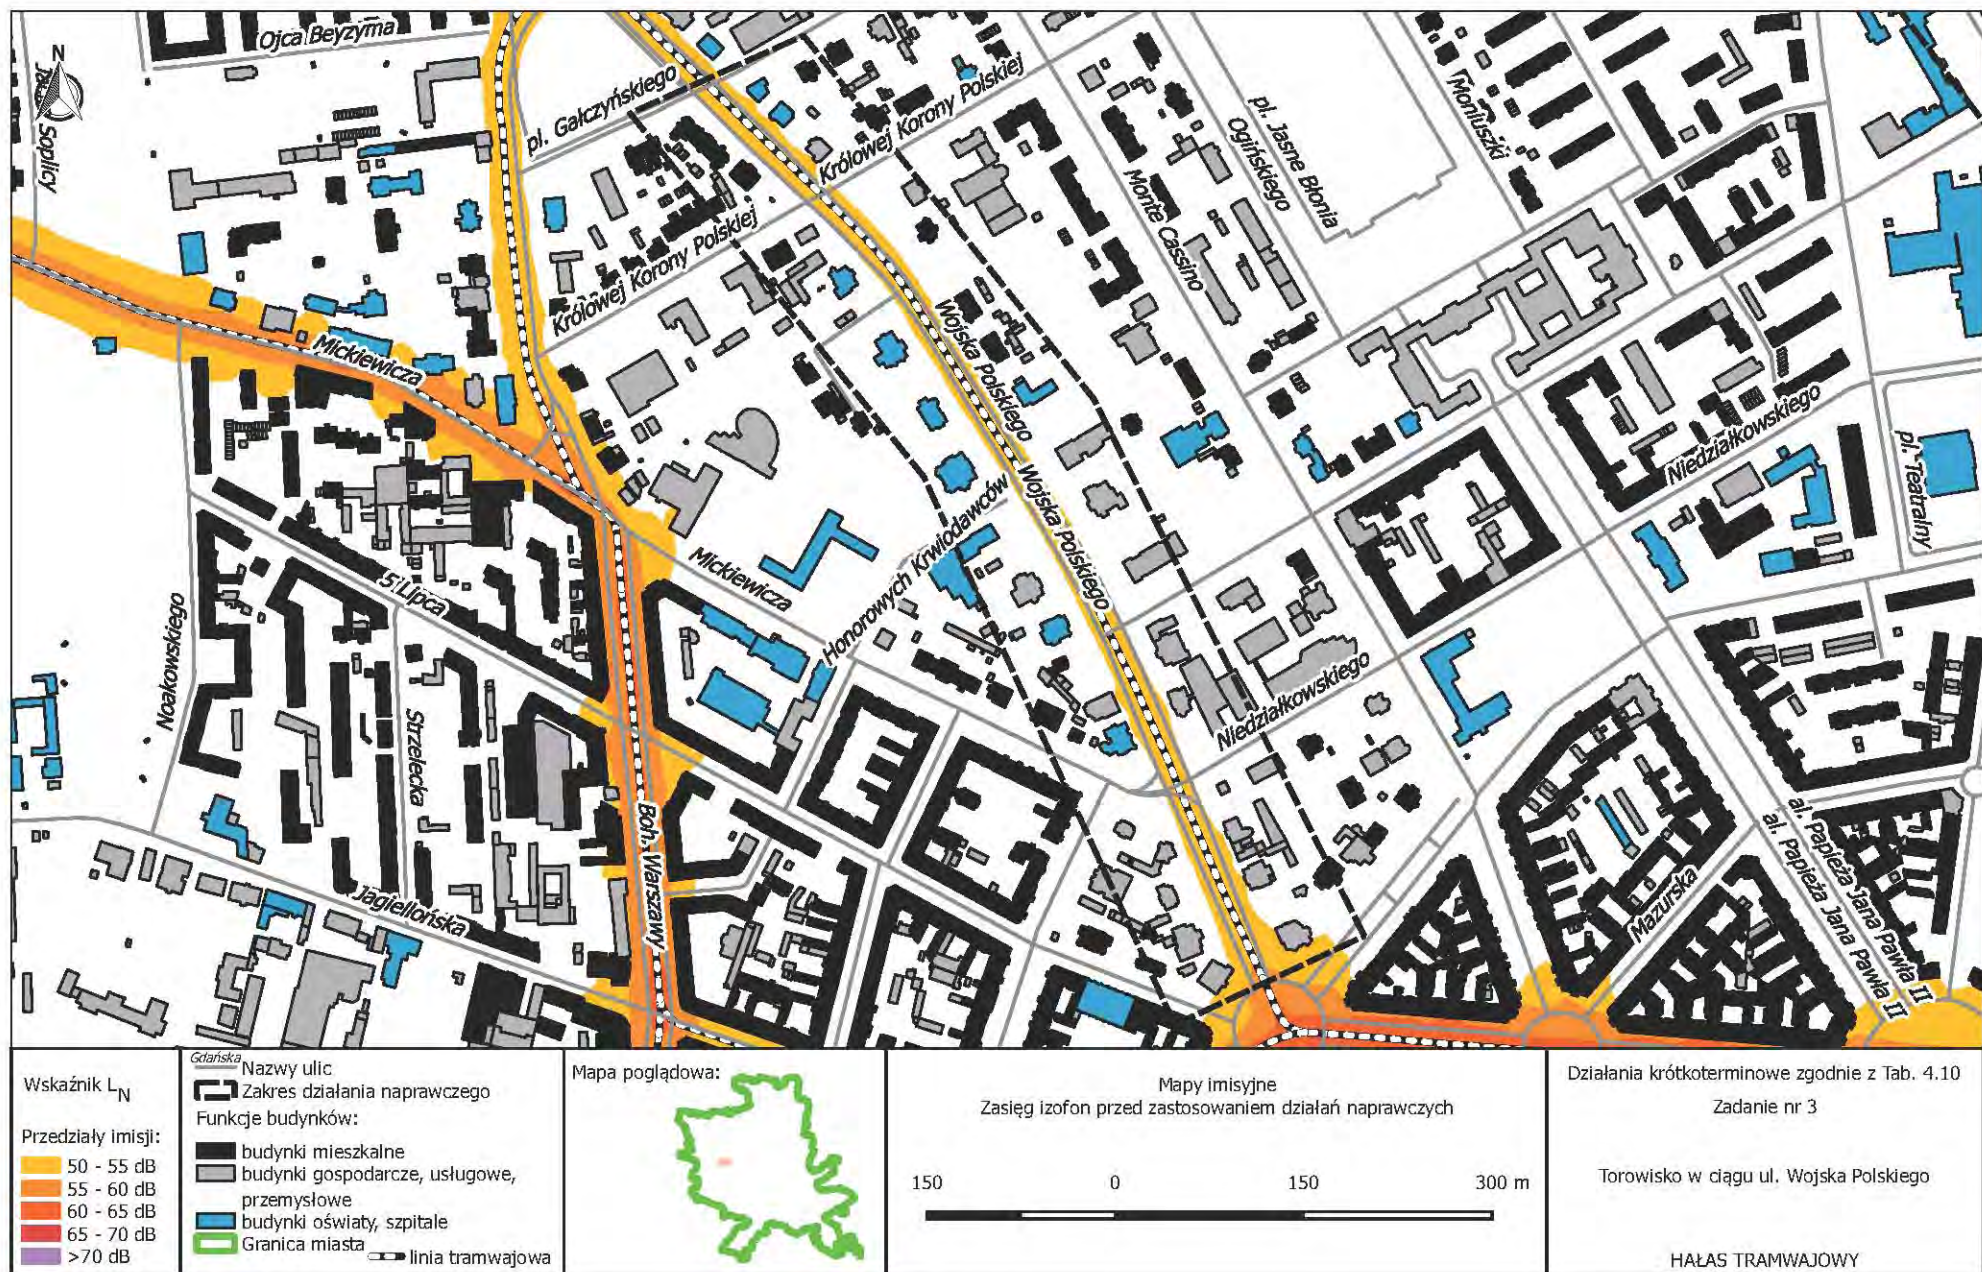 Ojca Beyzyma
N
Soplicy
pl. Gałczyńskiego
Królowej Korony Polskiej
Królowej Korony Polskiej
Monte Cassino
Ogińskiego
pl. Jasne Błonia
Moniuszki
Mickiewicza
Wojska Polskiego
Wojska Polskiego
Niedziałkowskiego
pl. Teatralny
Honorowych Krwiodawców
Mickiewicza
5 Lipca
Noakowskiego
Strzelecka
Niedziałkowskiego
Boh. Warszawy
Jagiellońska
Mazurska
al. Papieża Jana Pawła II
al. Papieża Jana Pawła II
Wskaźnik LN
Przedziały imisji:
50 - 55 dB
55 - 60 dB
60 - 65 dB
65 - 70 dB
>70 dB
Gdańska
Nazwy ulic
Zakres działania naprawczego
Funkcje budynków:
budynki mieszkalne
budynki gospodarcze, usługowe,
przemysłowe
budynki oświaty, szpitale
Granica miasta
linia tramwajowa
Mapa poglądowa:
Mapy imisyjne
Zasięg izofon przed zastosowaniem działań naprawczych
150 0 150 300 m
Działania krótkoterminowe zgodnie z Tab. 4.10
Zadanie nr 3
Torowisko w ciągu ul. Wojska Polskiego
HAŁAS TRAMWAJOWY